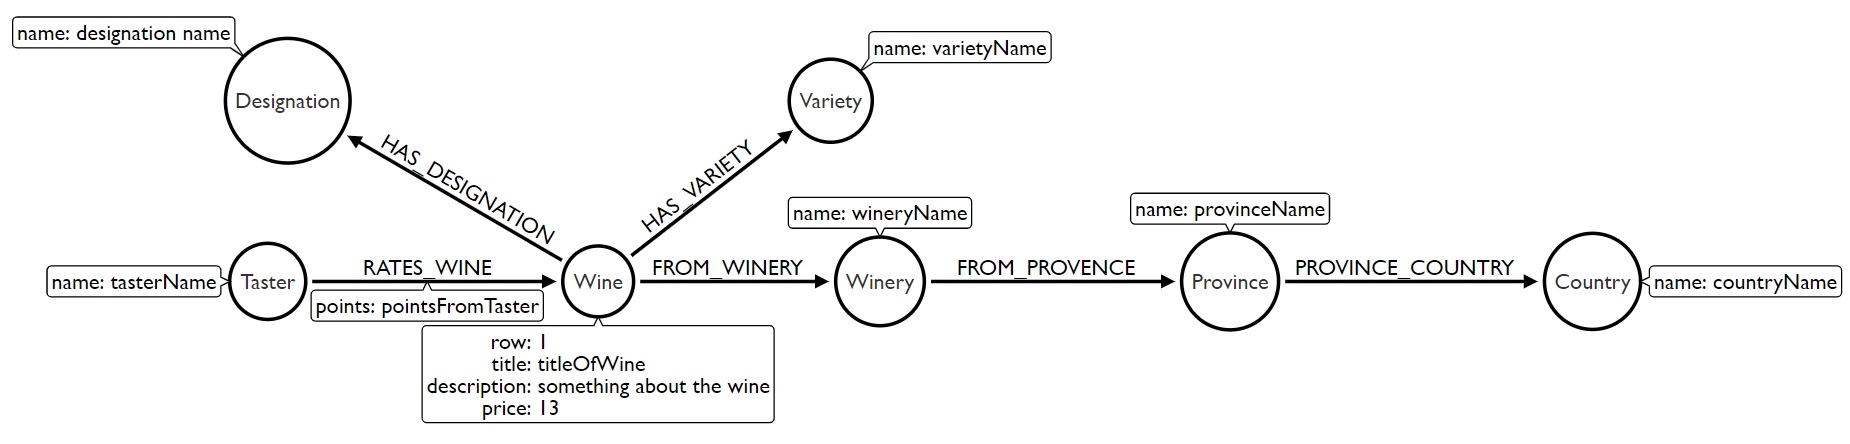 name: designation name
name: varietyName
Designation
Variety
HAS_DESIGNATION
HAS_VARIETY
name: wineryName
name: provinceName
name: tasterName
Taster
RATES_WINE
points: pointsFromTaster
Wine
FROM_WINERY
Winery
FROM_PROVENCE
Province
PROVINCE_COUNTRY
Country
name: countryName
row: 1
title: titleOfWine
description: something about the wine
price: 13